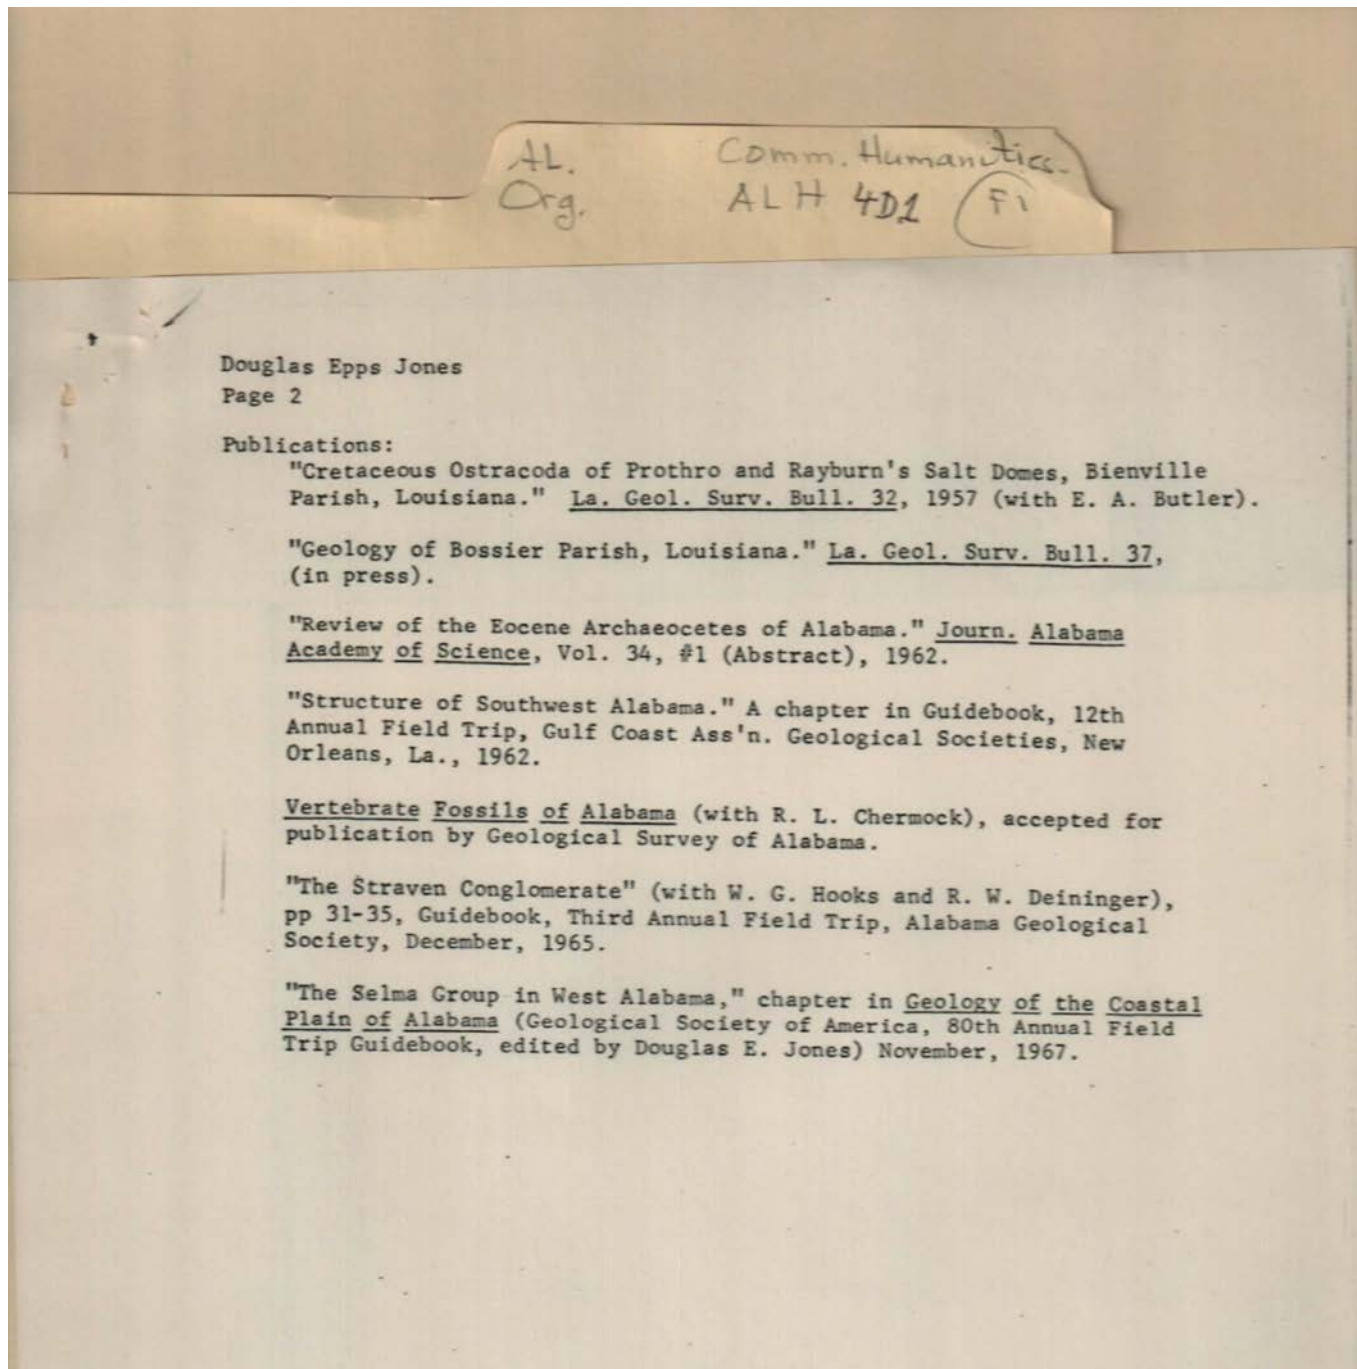 AL. Comm. Humanities.
Org. ALH 4D1 F1
Douglas Epps Jones
Page 2
Publications:
"Cretaceous Ostracoda of Prothro and Rayburn's Salt Domes, Bienville
Parish, Louisiana." La. Geol. Surv. Bull. 32, 1957 (with E. A. Butler).
"Geology of Bossier Parish, Louisiana." La. Geol. Surv. Bull. 37,
(in press).
"Review of the Eocene Archaeocetes of Alabama." Journ. Alabama
Academy of Science, Vol. 34, #1 (Abstract), 1962.
"Structure of Southwest Alabama." A chapter in Guidebook, 12th
Annual Field Trip, Gulf Coast Ass'n. Geological Societies, New
Orleans, La., 1962.
Vertebrate Fossils of Alabama (with R. L. Chermock), accepted for
publication by Geological Survey of Alabama.
"The Straven Conglomerate" (with W. G. Hooks and R. W. Deininger),
pp 31-35, Guidebook, Third Annual Field Trip, Alabama Geological
Society, December, 1965.
"The Selma Group in West Alabama," chapter in Geology of the Coastal
Plain of Alabama (Geological Society of America, 80th Annual Field
Trip Guidebook, edited by Douglas E. Jones) November, 1967.